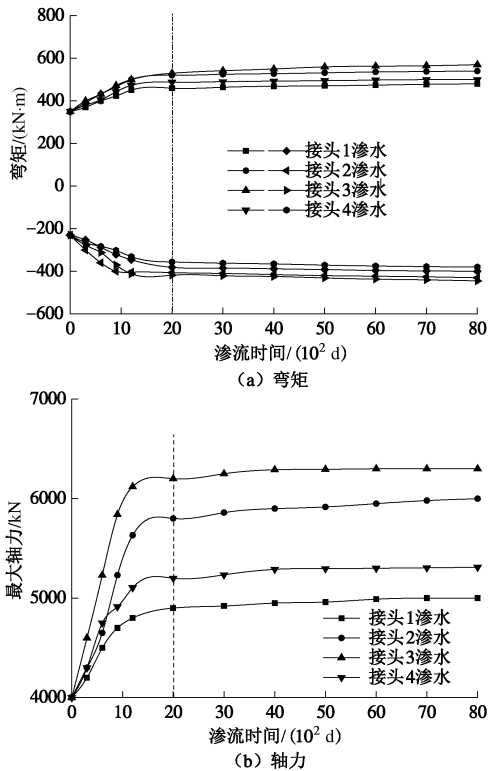 800
600
400
200
0
−200
−400
−600
弯矩/(kN·m)
接头1渗水
接头2渗水
接头3渗水
接头4渗水
0 10 20 30 40 50 60 70 80
渗流时间/(10² d)
(a) 弯矩
7000
6000
5000
4000
最大轴力/kN
接头1渗水
接头2渗水
接头3渗水
接头4渗水
0 10 20 30 40 50 60 70 80
渗流时间/(10² d)
(b) 轴力